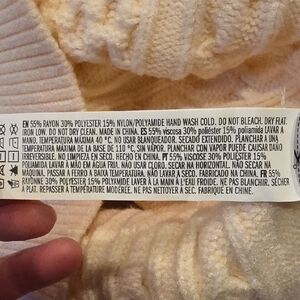 EN 55% RAYON 30% POLYESTER 15% NYLON/POLYAMIDE HAND WASH COLD. DO NOT BLEACH. DRY FLAT.
IRON LOW. DO NOT DRY CLEAN. MADE IN CHINA. ES 55% viscosa 30% poliéster 15% poliamida LAVAR A
MANO. TEMPERATURA MÁXIMA 40 °C. NO USAR BLANQUEADOR. SECADO EXTENDIDO. PLANCHAR A UNA
TEMPERATURA MÁXIMA DE LA BASE DE 110 °C, SIN VAPOR. PLANCHAR CON VAPOR PUEDE CAUSAR DAÑO
IRREVERSIBLE. NO LIMPIEZA EN SECO. HECHO EN CHINA. PT 55% VISCOSE 30% POLIÉSTER 15%
POLIAMIDA LAVAR À MÃO EM ÁGUA FRIA. NÃO USAR CLORO. NÃO SECAR NA
MÁQUINA. PASSAR A FERRO A BAIXA TEMPERATURA. NÃO LAVAR A SECO. FABRICADO NA CHINA. FR 55%
RAYONNE 30% POLYESTER 15% POLYAMIDE LAVER À LA MAIN À L'EAU FROIDE. NE PAS BLANCHIR. SÉCHER
À PLAT. REPASSER À TEMPÉRATURE MODÉRÉE. NE PAS NETTOYER À SEC. FABRIQUÉ EN CHINE.